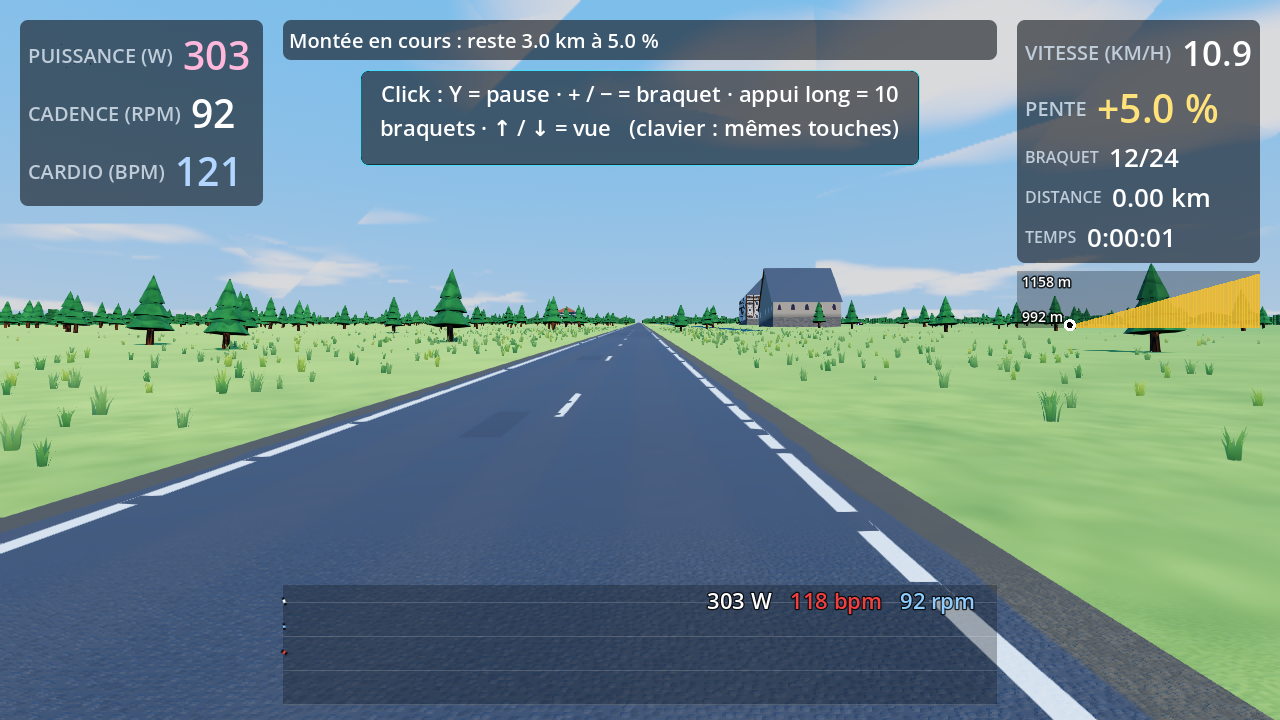 PUISSANCE (W) 303
CADENCE (RPM) 92
CARDIO (BPM) 121
Montée en cours : reste 3.0 km à 5.0 %
Click : Y = pause · + / − = braquet · appui long = 10
braquets · ↑ / ↓ = vue (clavier : mêmes touches)
VITESSE (KM/H) 10.9
PENTE +5.0 %
BRAQUET 12/24
DISTANCE 0.00 km
TEMPS 0:00:01
1158 m
992 m
303 W 118 bpm 92 rpm